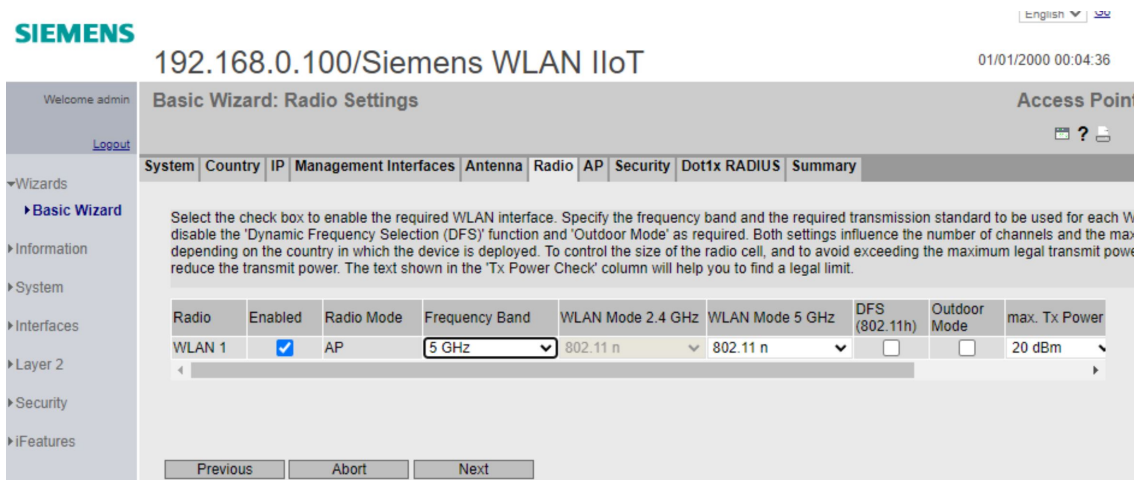 English Go
SIEMENS
192.168.0.100/Siemens WLAN IIoT
01/01/2000 00:04:36
Welcome admin
Logout
Basic Wizard: Radio Settings
Access Point
?
System Country IP Management Interfaces Antenna Radio AP Security Dot1x RADIUS Summary
Wizards
Basic Wizard
Information
System
Interfaces
Layer 2
Security
iFeatures
Select the check box to enable the required WLAN interface. Specify the frequency band and the required transmission standard to be used for each W
disable the 'Dynamic Frequency Selection (DFS)' function and 'Outdoor Mode' as required. Both settings influence the number of channels and the max
depending on the country in which the device is deployed. To control the size of the radio cell, and to avoid exceeding the maximum legal transmit powe
reduce the transmit power. The text shown in the 'Tx Power Check' column will help you to find a legal limit.
Radio Enabled Radio Mode Frequency Band WLAN Mode 2.4 GHz WLAN Mode 5 GHz DFS (802.11h) Outdoor Mode max. Tx Power
WLAN 1 AP 5 GHz 802.11 n 802.11 n 20 dBm
Previous Abort Next